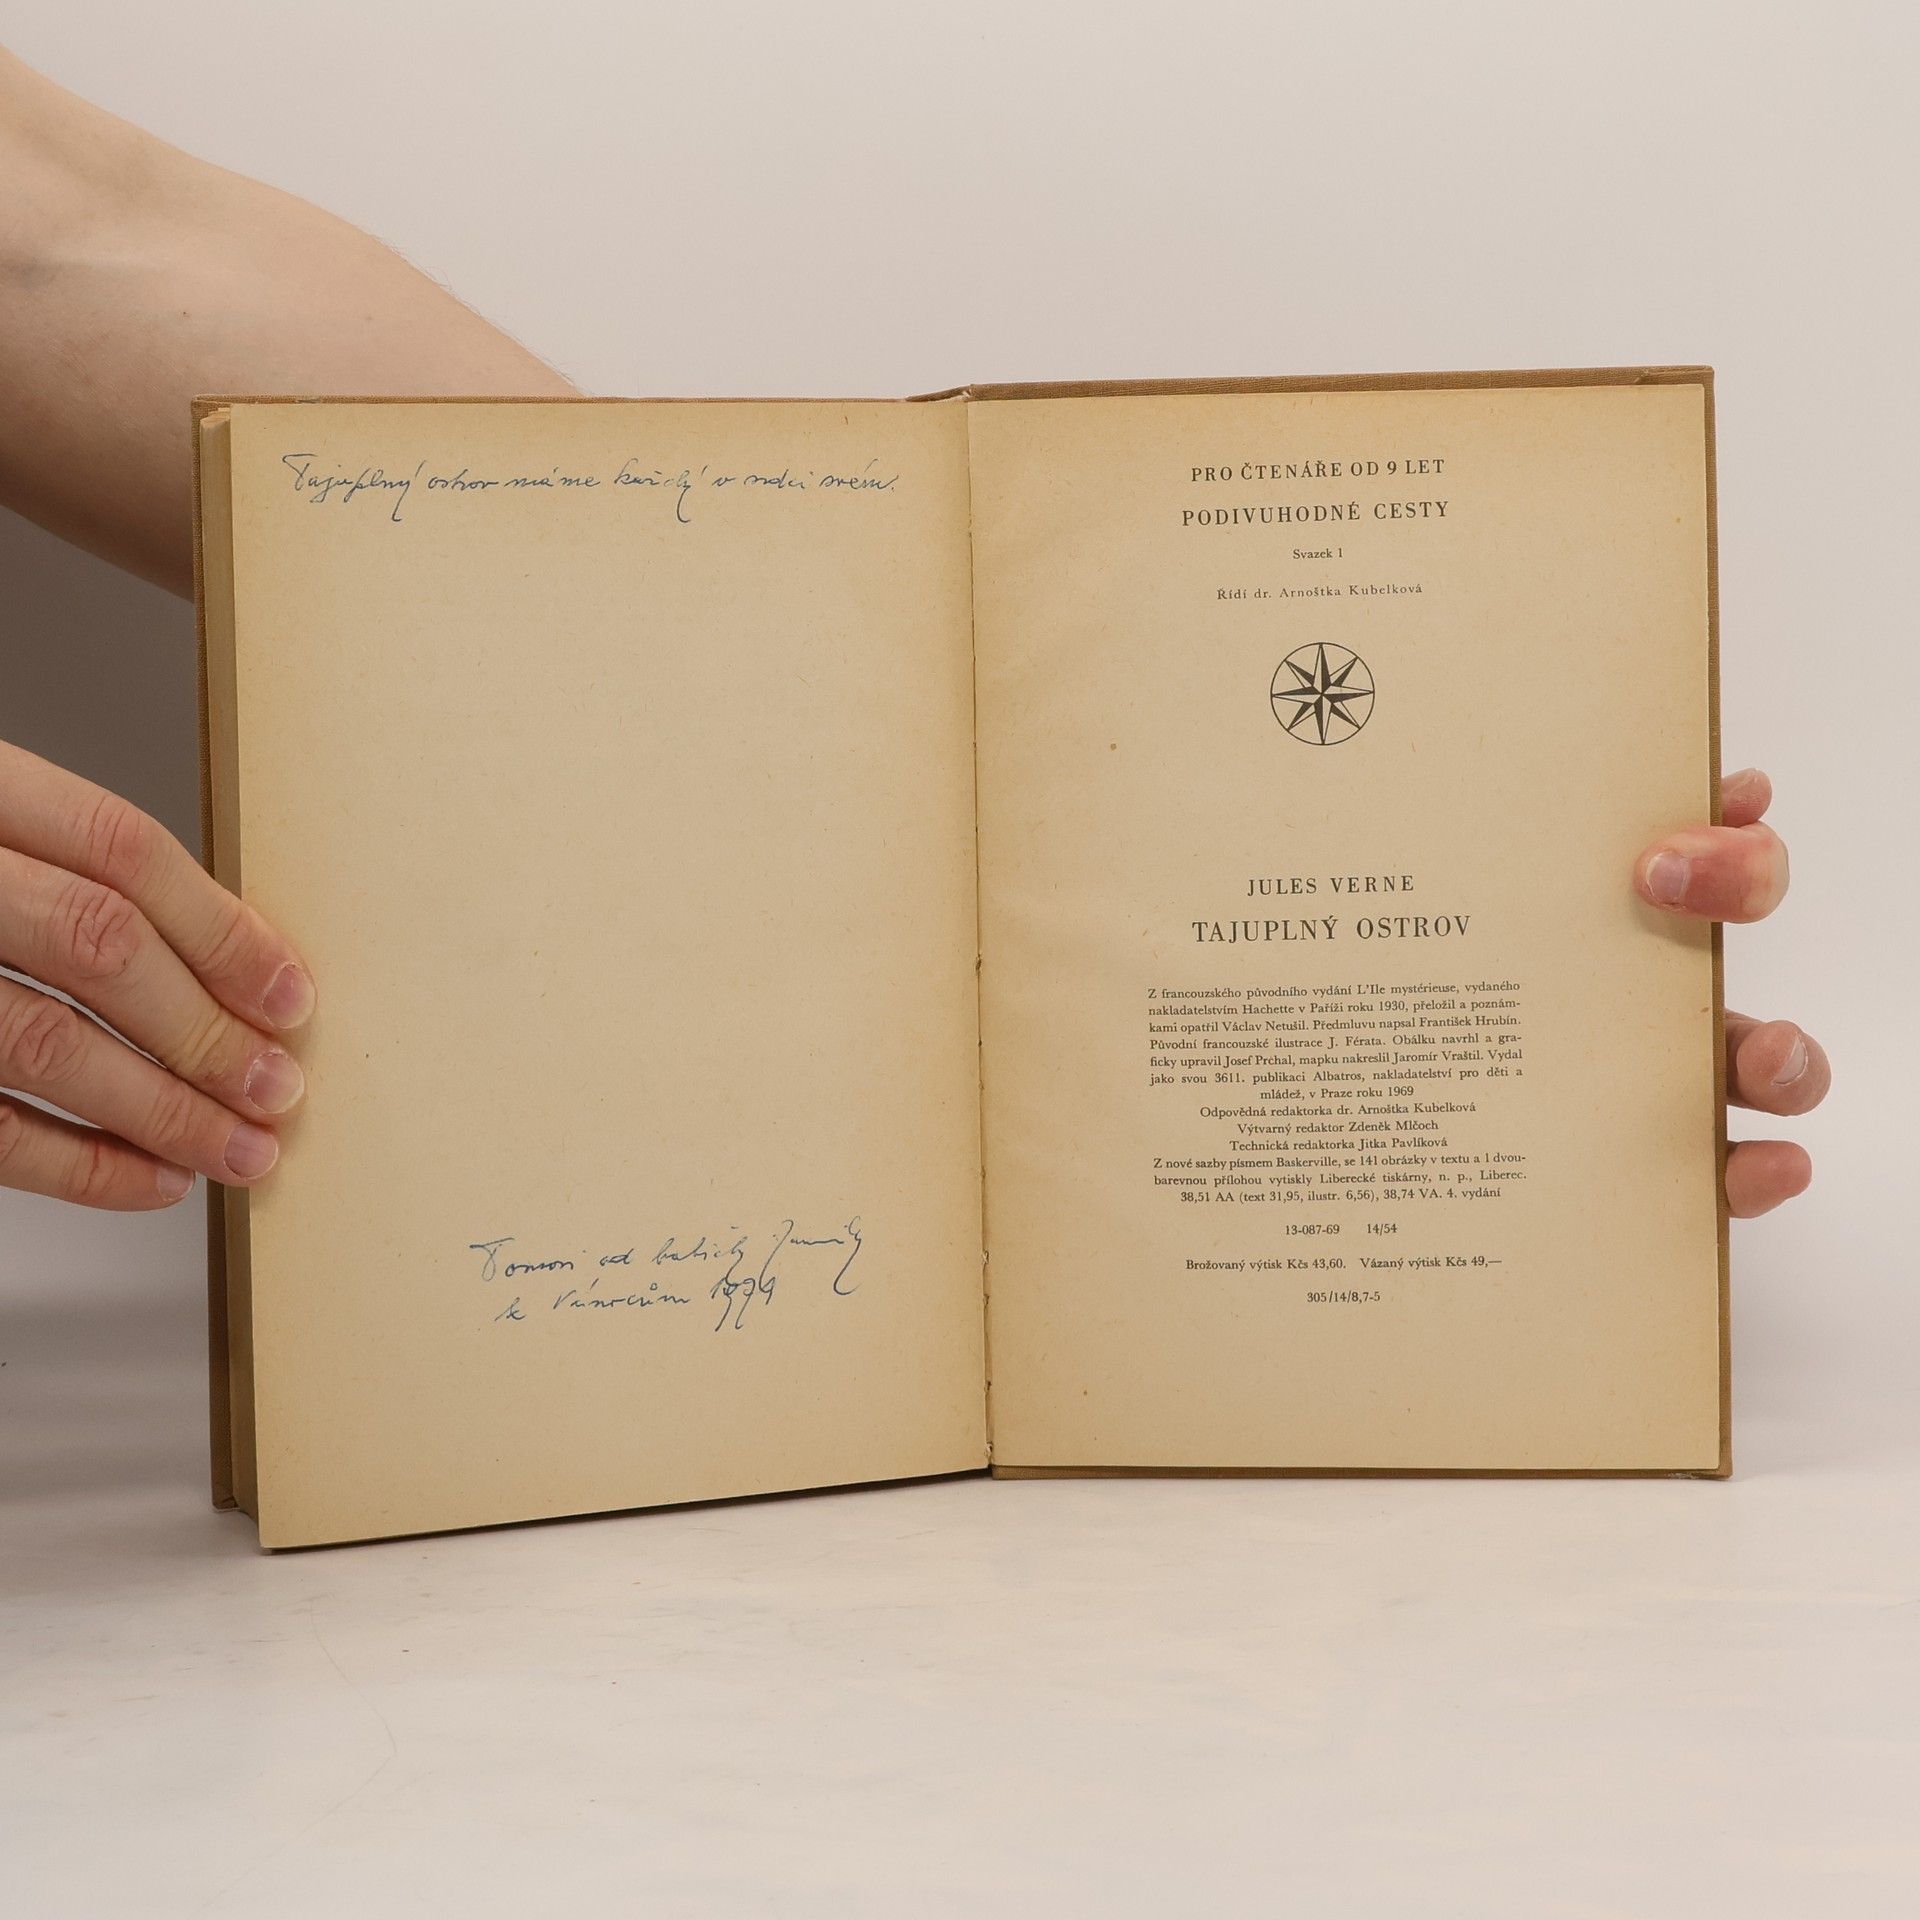 Tajuplný ostrov máme každý v srdci svém.
Tomovi od babičky Jarmily
k Vánocům 1979
PRO ČTENÁŘE OD 9 LET
PODIVUHODNÉ CESTY
Svazek 1
Řídí dr. Arnoštka Kubelková
JULES VERNE
TAJUPLNÝ OSTROV
Z francouzského původního vydání L'Ile mystérieuse, vydaného
nakladatelstvím Hachette v Paříži roku 1930, přeložil a poznám-
kami opatřil Václav Netušil. Předmluvu napsal František Hrubín.
Původní francouzské ilustrace J. Férata. Obálku navrhl a gra-
ficky upravil Josef Prchal, mapku nakreslil Jaromír Vraštil. Vydal
jako svou 3611. publikaci Albatros, nakladatelství pro děti a
mládež, v Praze roku 1969
Odpovědná redaktorka dr. Arnoštka Kubelková
Výtvarný redaktor Zdeněk Mlčoch
Technická redaktorka Jitka Pavlíková
Z nové sazby písmem Baskerville, se 141 obrázky v textu a 1 dvou-
barevnou přílohou vytiskly Liberecké tiskárny, n. p., Liberec.
38,51 AA (text 31,95, ilustr. 6,56), 38,74 VA. 4. vydání
13-087-69 14/54
Brožovaný výtisk Kčs 43,60. Vázaný výtisk Kčs 49,—
305/14/8,7-5